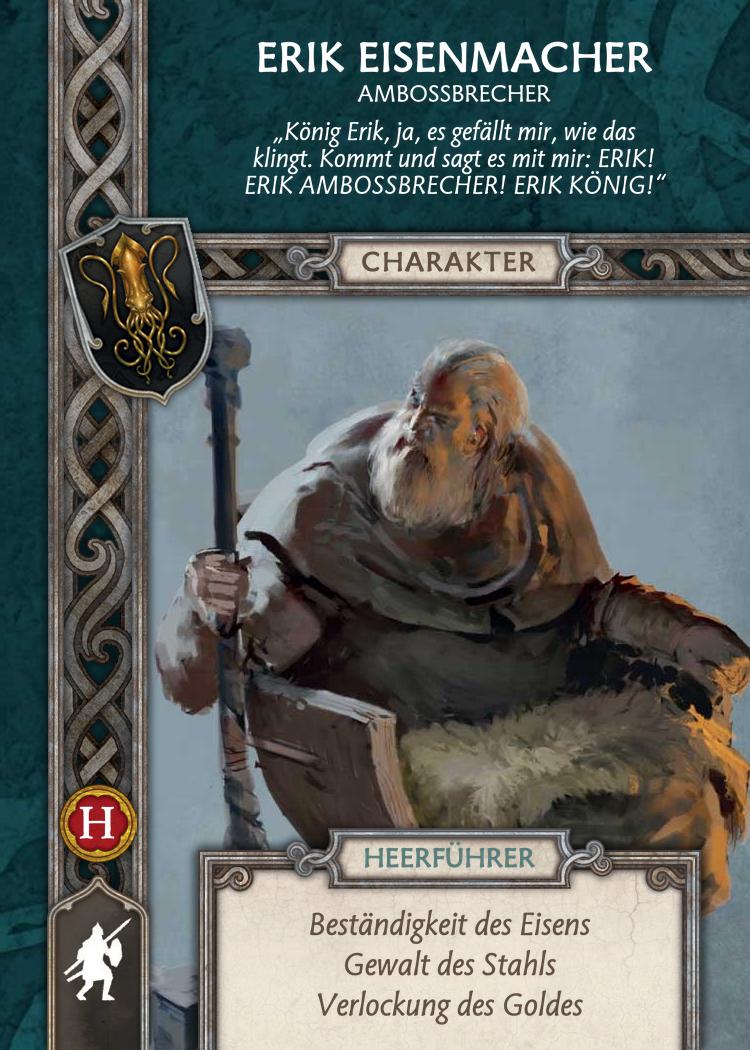 ERIK EISENMACHER
AMBOSSBRECHER
„König Erik, ja, es gefällt mir, wie das
klingt. Kommt und sagt es mit mir: ERIK!
ERIK AMBOSSBRECHER! ERIK KÖNIG!“
CHARAKTER
H
HEERFÜHRER
Beständigkeit des Eisens
Gewalt des Stahls
Verlockung des Goldes